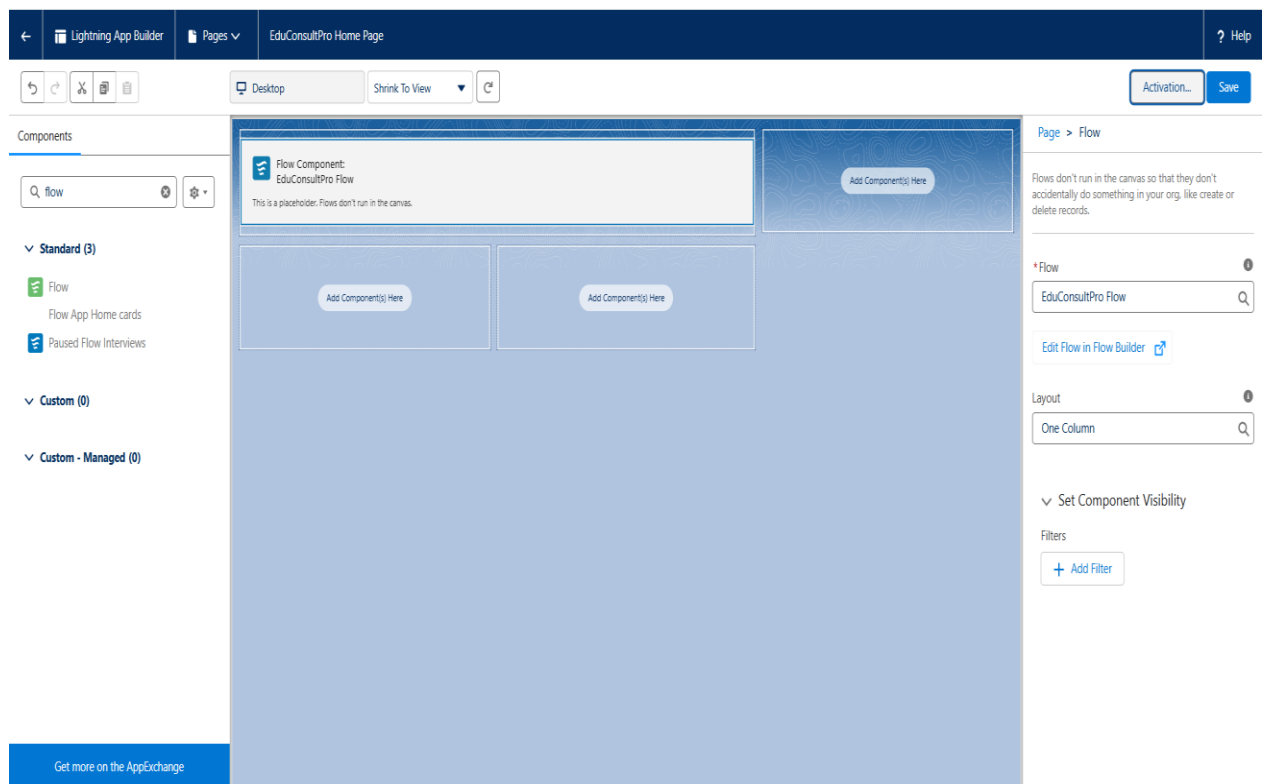 Lightning App Builder
Pages
EduConsultPro Home Page
? Help
Desktop
Shrink To View
Activation...
Save
Components
flow
Standard (3)
Flow
Flow App Home cards
Paused Flow Interviews
Custom (0)
Custom - Managed (0)
Get more on the AppExchange
Flow Component:
EduConsultPro Flow
This is a placeholder. Flows don't run in the canvas.
Add Component(s) Here
Add Component(s) Here
Add Component(s) Here
Page > Flow
Flows don't run in the canvas so that they don't
accidentally do something in your org, like create or
delete records.
*Flow
EduConsultPro Flow
Edit Flow in Flow Builder
Layout
One Column
Set Component Visibility
Filters
+ Add Filter